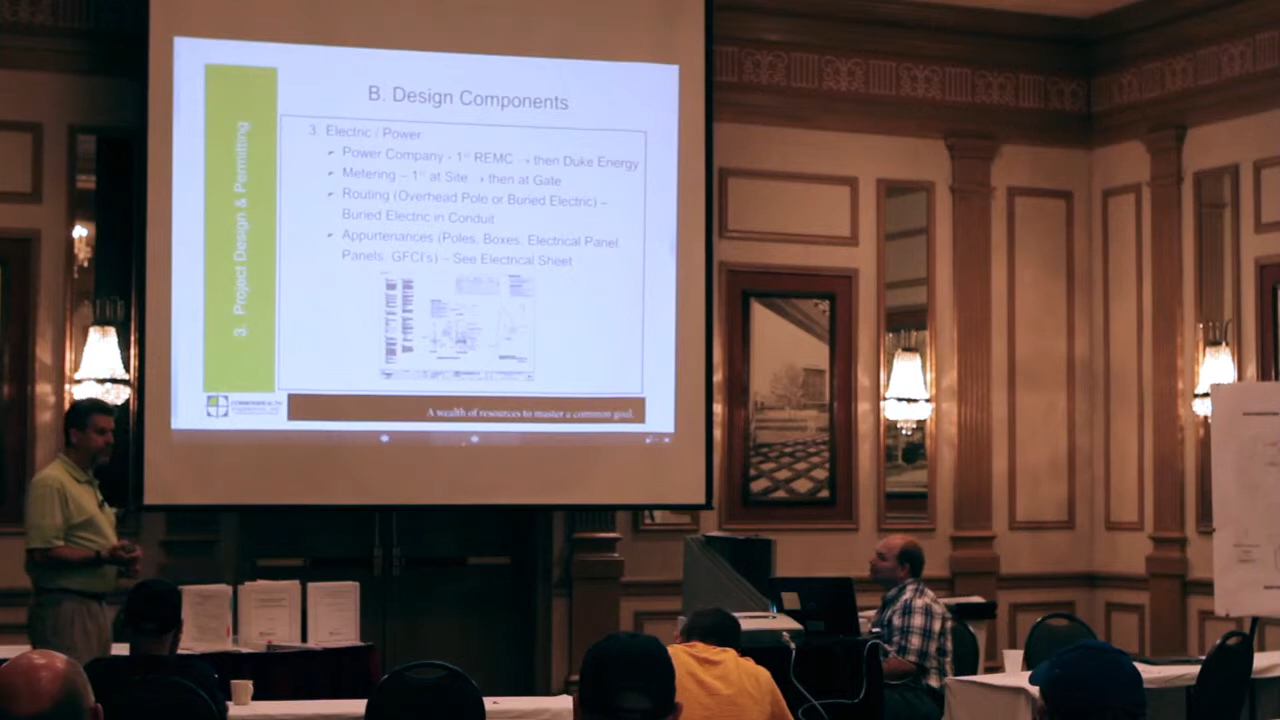 B. Design Components
3. Project Design & Permitting
3. Electric / Power
Power Company - 1st REMC → then Duke Energy
Metering – 1st at Site → then at Gate
Routing (Overhead Pole or Buried Electric) –
Buried Electric in Conduit
Appurtenances (Poles, Boxes, Electrical Panel
Panels, GFCI's) – See Electrical Sheet
COMMONWEALTH
A wealth of resources to master a common goal.